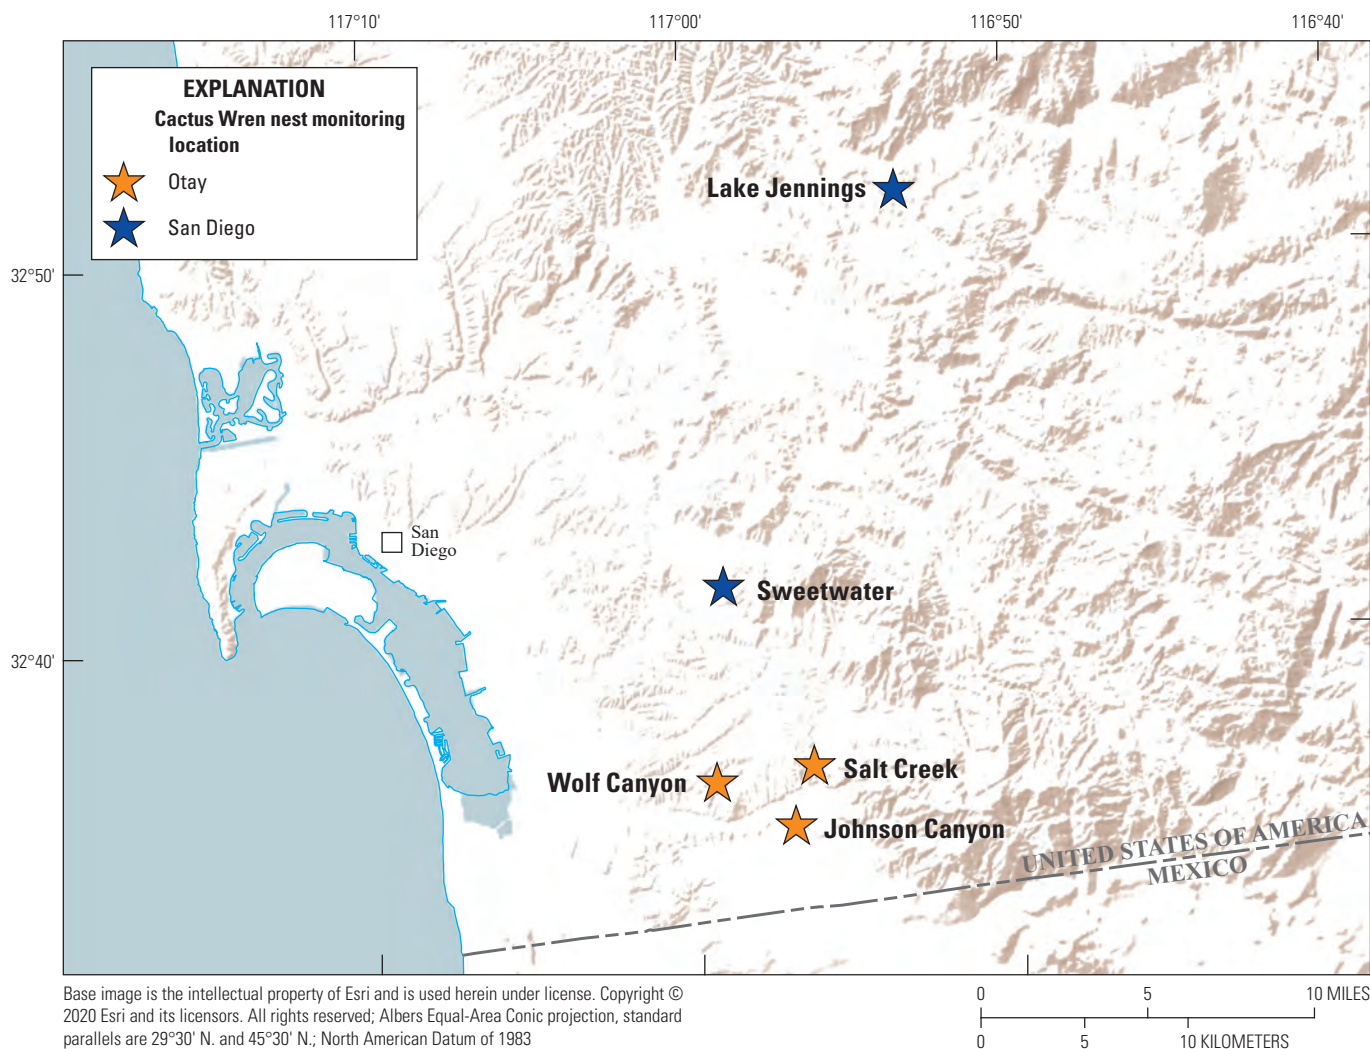 117°10'
117°00'
116°50'
116°40'
EXPLANATION
Cactus Wren nest monitoring
location
Otay
San Diego
Lake Jennings
32°50'
San
Diego
Sweetwater
32°40'
Salt Creek
Wolf Canyon
Johnson Canyon
UNITED STATES OF AMERICA
MEXICO
Base image is the intellectual property of Esri and is used herein under license. Copyright ©
2020 Esri and its licensors. All rights reserved; Albers Equal-Area Conic projection, standard
parallels are 29°30' N. and 45°30' N.; North American Datum of 1983
0 5 10 MILES
0 5 10 KILOMETERS